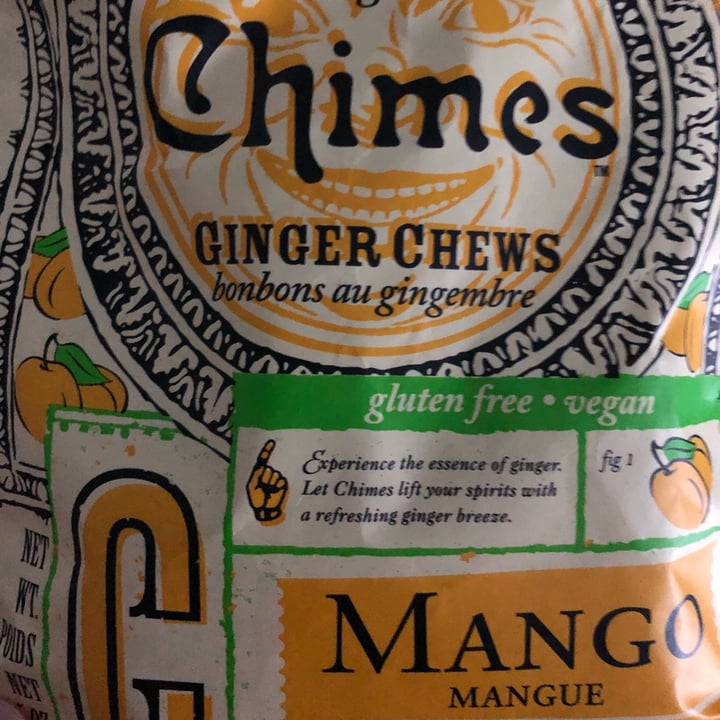 Chimes
TM
GINGER CHEWS
bonbons au gingembre
gluten free • vegan
Experience the essence of ginger.
Let Chimes lift your spirits with
a refreshing ginger breeze.
fig 1
G
MANGO
MANGUE
NET
WT.
POIDS
NET